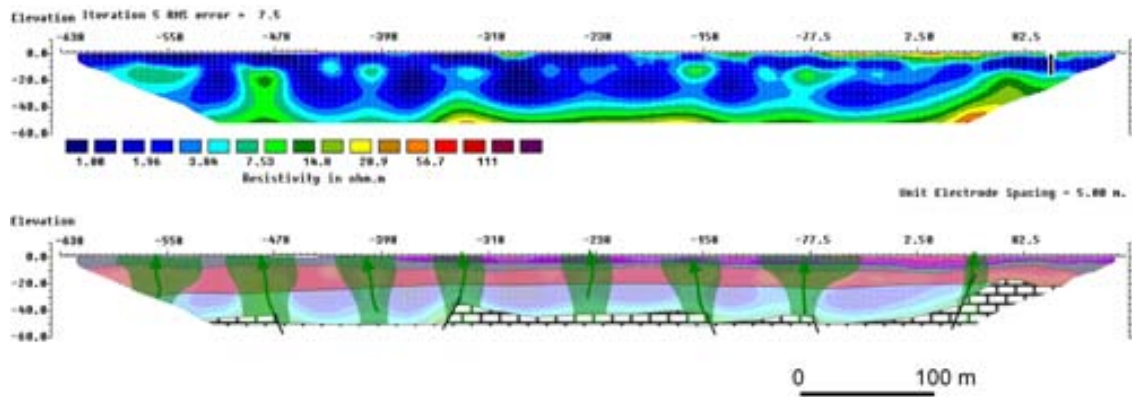 Elevation Iteration 5 RMS error = 7.5
-630 -550 -470 -390 -310 -230 -150 -77.5 2.50 82.5
0.0
-20.0
-40.0
-60.0
1.00 1.96 3.84 7.53 14.8 28.9 56.7 111
Resistivity in ohm.m
Unit Electrode Spacing = 5.00 m.
Elevation
-630 -550 -470 -390 -310 -230 -150 -77.5 2.50 82.5
0.0
-20.0
-40.0
-60.0
0 100 m